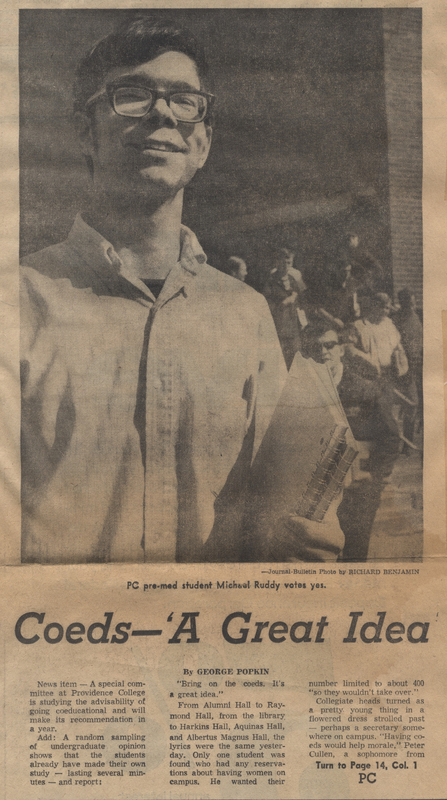 —Journal-Bulletin Photo by RICHARD BENJAMIN
PC pre-med student Michael Ruddy votes yes.
Coeds—'A Great Idea
News item — A special com-
mittee at Providence College
is studying the advisability of
going coeducational and will
make its recommendation in
a year.
Add: A random sampling
of undergraduate opinion
shows that the students
already have made their own
study — lasting several min-
utes — and report:
By GEORGE POPKIN
"Bring on the coeds. It's
a great idea."
From Alumni Hall to Ray-
mond Hall, from the library
to Harkins Hall, Aquinas Hall,
and Albertus Magnus Hall, the
lyrics were the same yester-
day. Only one student was
found who had any reserva-
tions about having women on
campus. He wanted their
number limited to about 400
"so they wouldn't take over."
Collegiate heads turned as
a pretty young thing in a
flowered dress strolled past
— perhaps a secretary some-
where on campus. "Having co-
eds would help morale," Peter
Cullen, a sophomore from
Turn to Page 14, Col. 1
PC